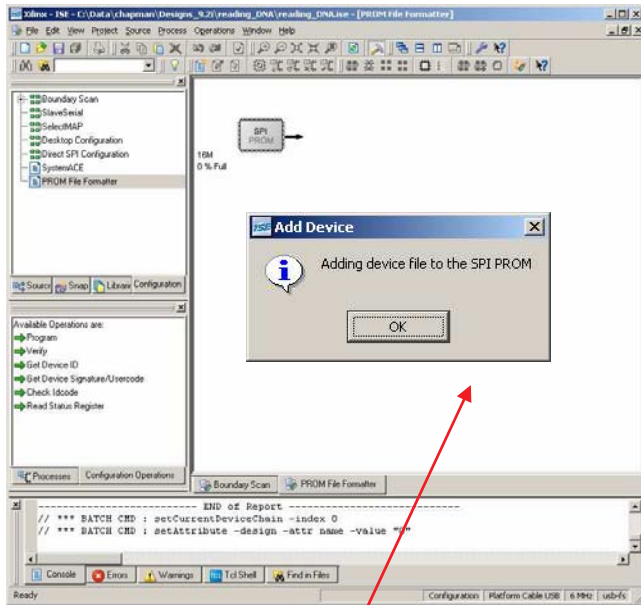 Xilinx - ISE - C:\Data\chapman\Designs_9.2i\reading_DNA\reading_DNA.ise - [PROM File Formatter]
File Edit View Project Source Process Operations Window Help
Boundary Scan
SlaveSerial
SelectMAP
Desktop Configuration
Direct SPI Configuration
SystemACE
PROM File Formatter
SPI
PROM
16M
0 % Full
ISE Add Device
Adding device file to the SPI PROM
OK
Snap Library Configuration
Available Operations are:
Program
Verify
Get Device ID
Get Device Signature/Usercode
Check Idcode
Read Status Register
Processes Configuration Operations
Boundary Scan PROM File Formatter
---------------------- END of Report ----------------------
// *** BATCH CMD : setCurrentDeviceChain -index 0
// *** BATCH CMD : setAttribute -design -attr name -value "0"
Console Errors Warnings Tcl Shell Find in Files
Ready Configuration Platform Cable USB 6 MHz usb-fs